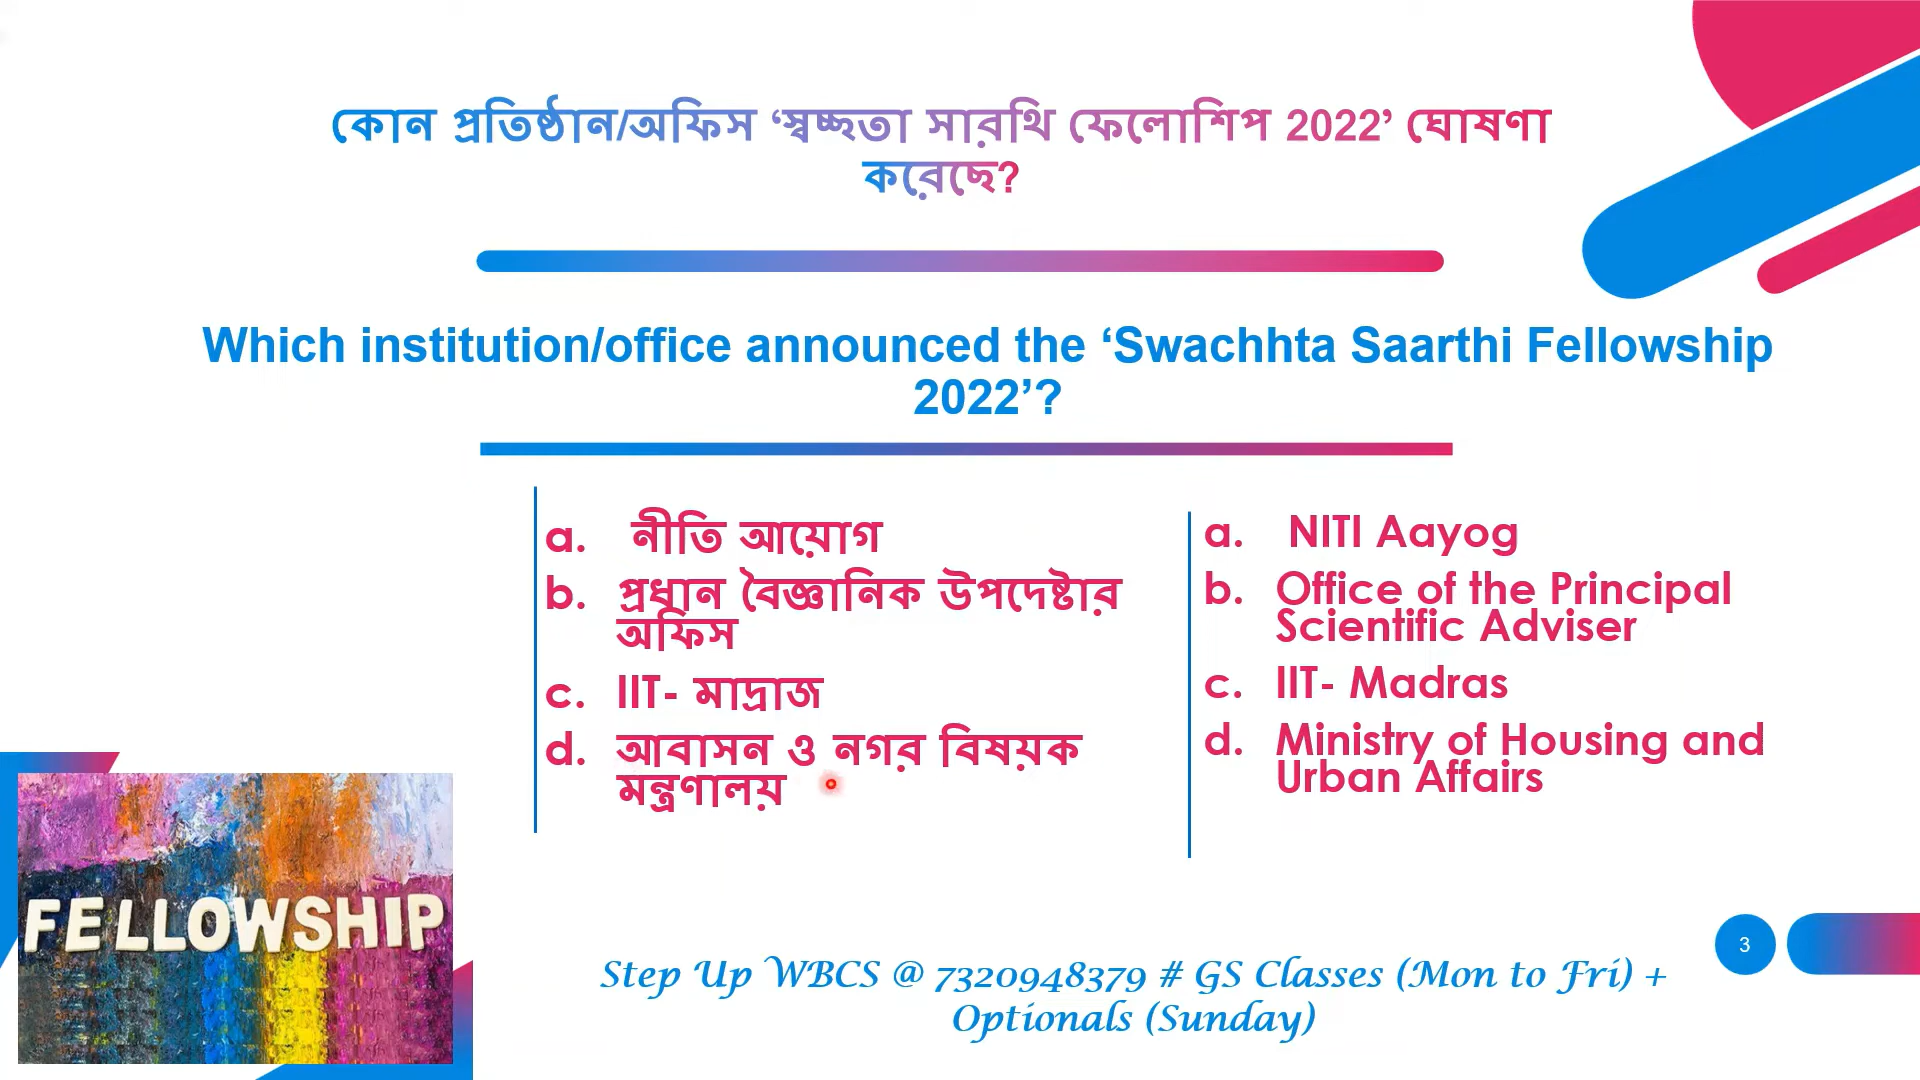 কোন প্রতিষ্ঠান/অফিস ‘স্বচ্ছতা সারথি ফেলোশিপ 2022’ ঘোষণা
করেছে?
Which institution/office announced the ‘Swachhta Saarthi Fellowship
2022’?
a. নীতি আয়োগ
b. প্রধান বৈজ্ঞানিক উপদেষ্টার
অফিস
c. IIT- মাদ্রাজ
d. আবাসন ও নগর বিষয়ক
মন্ত্রণালয়
a. NITI Aayog
b. Office of the Principal
Scientific Adviser
c. IIT- Madras
d. Ministry of Housing and
Urban Affairs
FELLOWSHIP
3
Step Up WBCS @ 7320948379 # GS Classes (Mon to Fri) +
Optionals (Sunday)